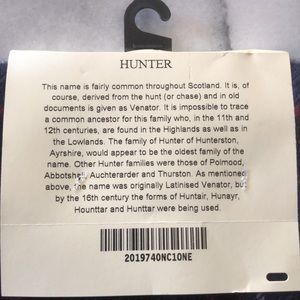 HUNTER
This name is fairly common throughout Scotland. It is, of
course, derived from the hunt (or chase) and in old
documents is given as Venator. It is impossible to trace
a common ancestor for this family who, in the 11th and
12th centuries, are found in the Highlands as well as in
the Lowlands. The family of Hunter of Hunterston,
Ayrshire, would appear to be the oldest family of the
name. Other Hunter families were those of Polmood,
Auchterarder and Thurston. As mentioned
above, the name was originally Latinised Venator, but
by the 16th century the forms of Huntair, Hunayr,
Hounttar and Hunttar were being used.
2019740NC1ONE